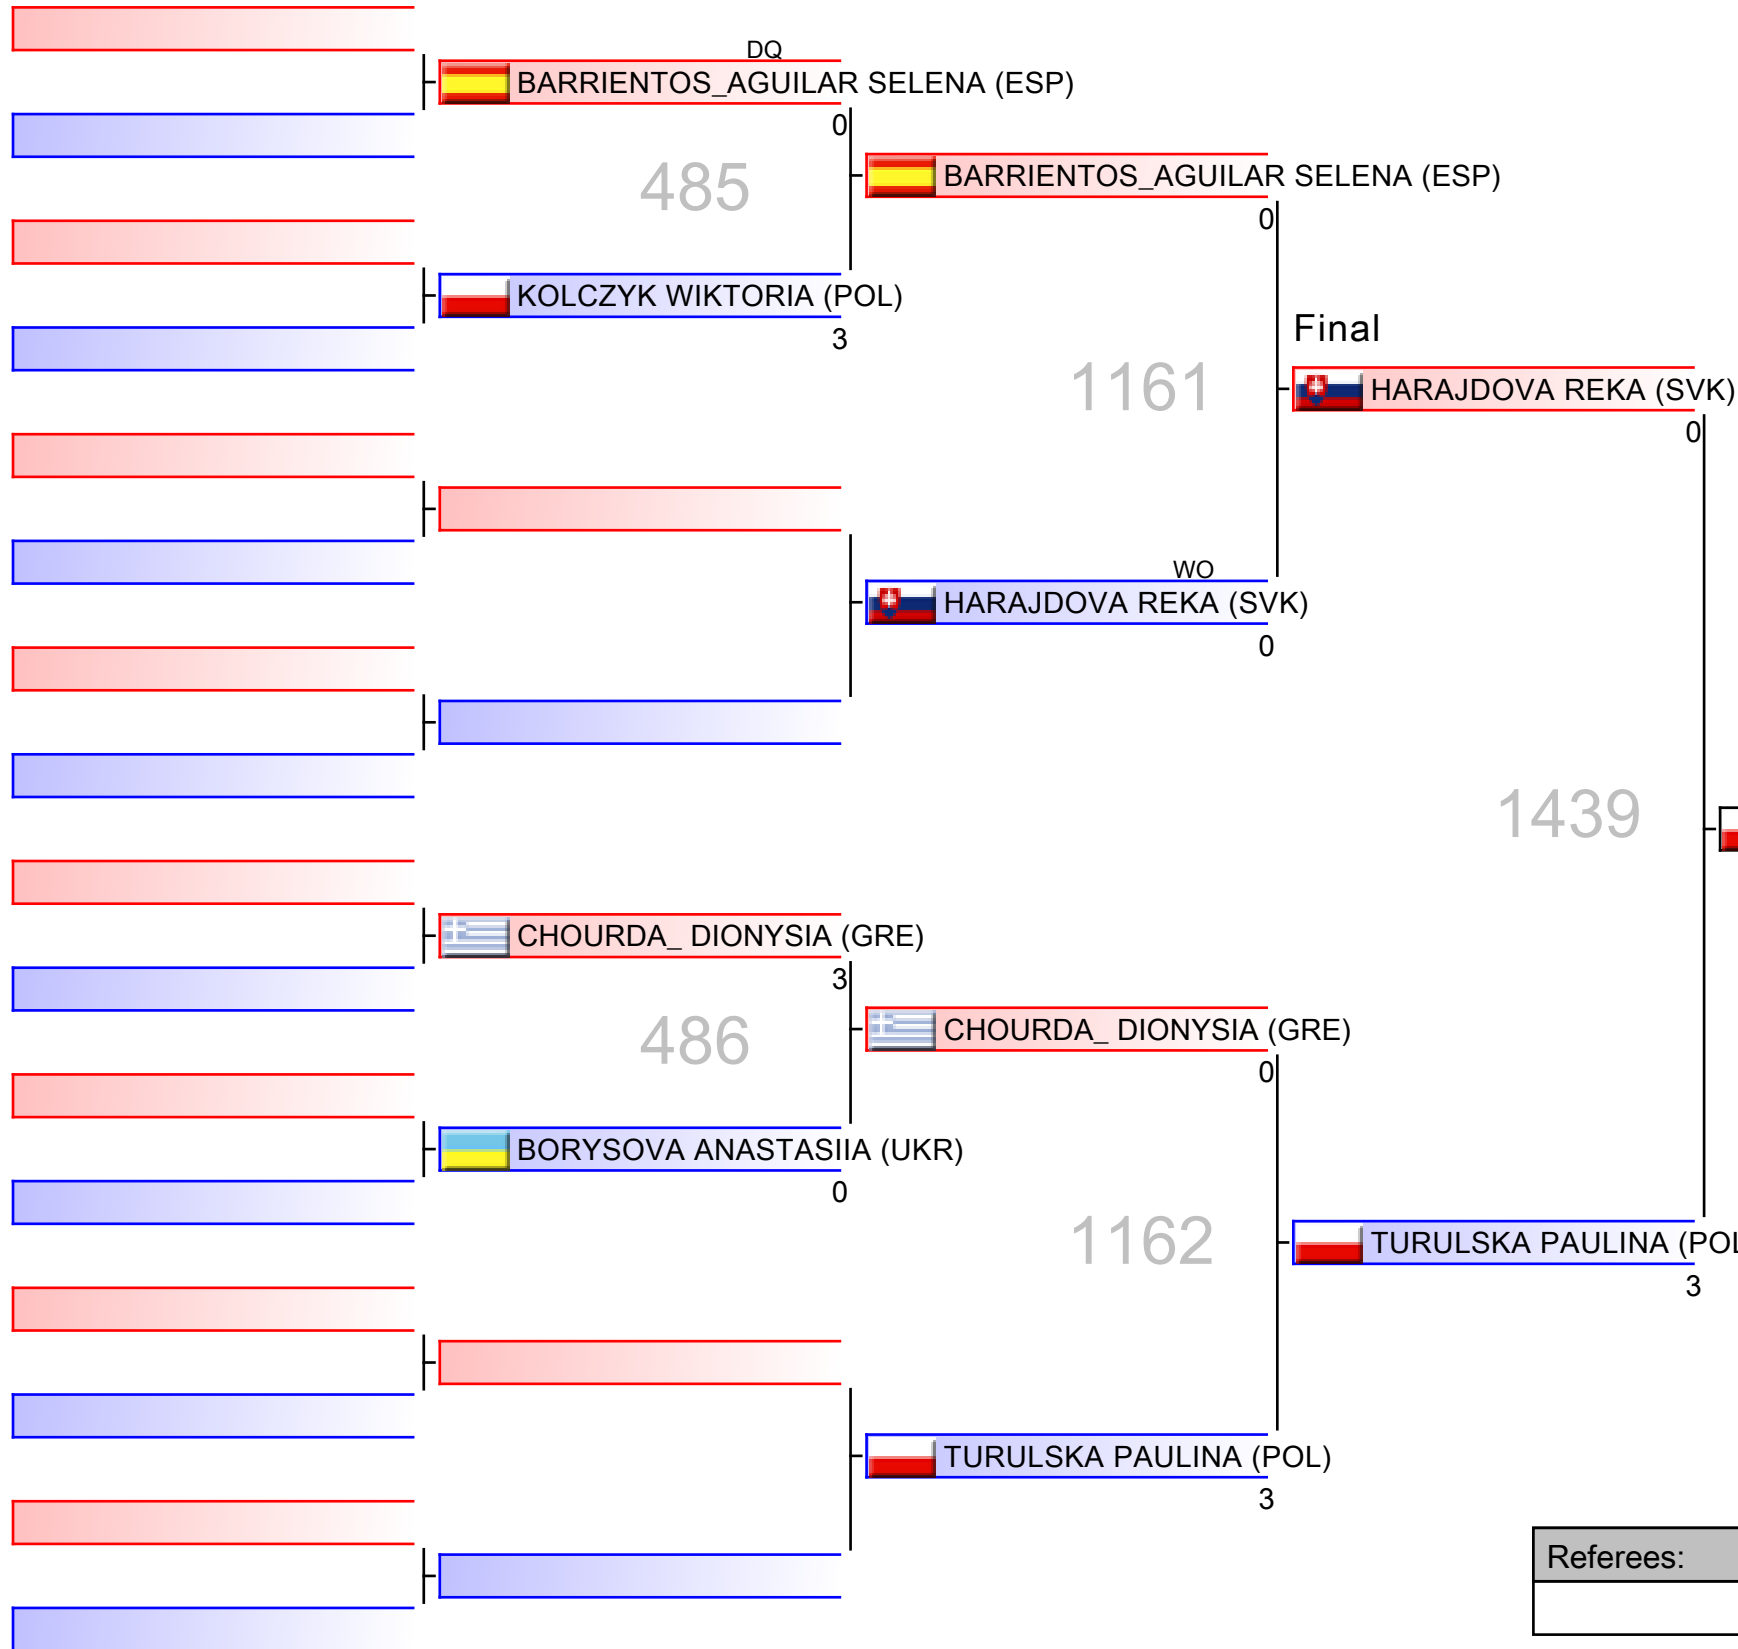 DQ
BARRIENTOS_AGUILAR SELENA (ESP)
0
485
BARRIENTOS_AGUILAR SELENA (ESP)
0
KOLCZYK WIKTORIA (POL)
3
Final
1161
HARAJDOVA REKA (SVK)
0
WO
HARAJDOVA REKA (SVK)
0
1439
CHOURDA_ DIONYSIA (GRE)
3
486
CHOURDA_ DIONYSIA (GRE)
0
BORYSOVA ANASTASIIA (UKR)
0
1162
TURULSKA PAULINA (POL
3
TURULSKA PAULINA (POL)
3
Referees: